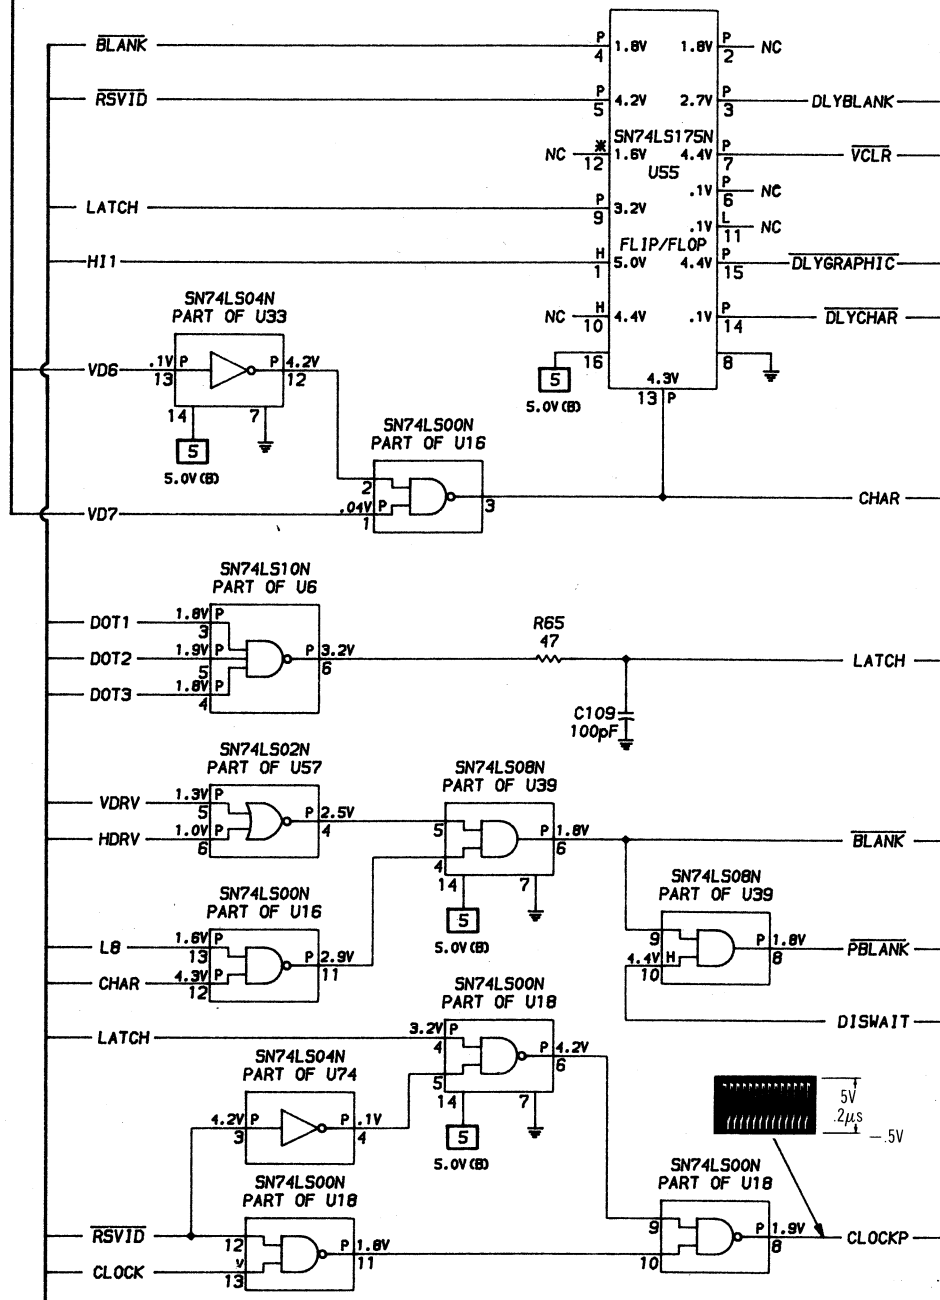 BLANK
P
4
1.8V
1.8V
P
2
NC
RSVID
P
5
4.2V
2.7V
P
3
DLYBLANK
SN74LS175N
NC
*
12
1.6V
4.4V
P
7
VCLR
U55
.1V
P
6
NC
LATCH
P
9
3.2V
.1V
L
11
NC
FLIP/FLOP
HI1
H
1
5.0V
4.4V
P
15
DLYGRAPHIC
SN74LS04N
PART OF U33
NC
H
10
4.4V
.1V
P
14
DLYCHAR
VD6
.1V
P
13
P
4.2V
12
16
8
5
5.0V(B)
4.3V
13
P
14
7
5
5.0V(B)
SN74LS00N
PART OF U16
2
.04V
P
1
3
CHAR
VD7
SN74LS10N
PART OF U6
DOT1
1.8V
P
3
DOT2
1.9V
P
5
P
3.2V
6
DOT3
1.8V
P
4
R65
47
LATCH
C109
100pF
SN74LS02N
PART OF U57
VDRV
1.3V
P
5
P
2.5V
4
HDRV
1.0V
P
6
SN74LS08N
PART OF U39
5
4
P
1.8V
6
BLANK
14
7
5
5.0V(B)
SN74LS00N
PART OF U16
L8
1.6V
P
13
P
2.9V
11
CHAR
4.3V
P
12
SN74LS08N
PART OF U39
9
4.4V
H
10
P
1.8V
8
PBLANK
DISWAIT
SN74LS00N
PART OF U18
LATCH
3.2V
P
4
5
P
4.2V
6
14
7
5
5.0V(B)
SN74LS04N
PART OF U74
4.2V
P
3
P
.1V
4
5V
.2µs
-.5V
SN74LS00N
PART OF U18
RSVID
12
CLOCK
V
13
P
1.8V
11
SN74LS00N
PART OF U18
9
10
P
1.9V
8
CLOCKP